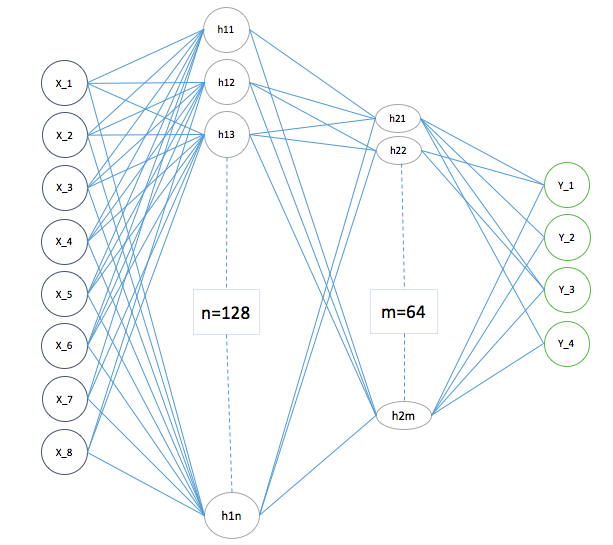 X_1
X_2
X_3
X_4
X_5
X_6
X_7
X_8
h11
h12
h13
n=128
h1n
h21
h22
m=64
h2m
Y_1
Y_2
Y_3
Y_4